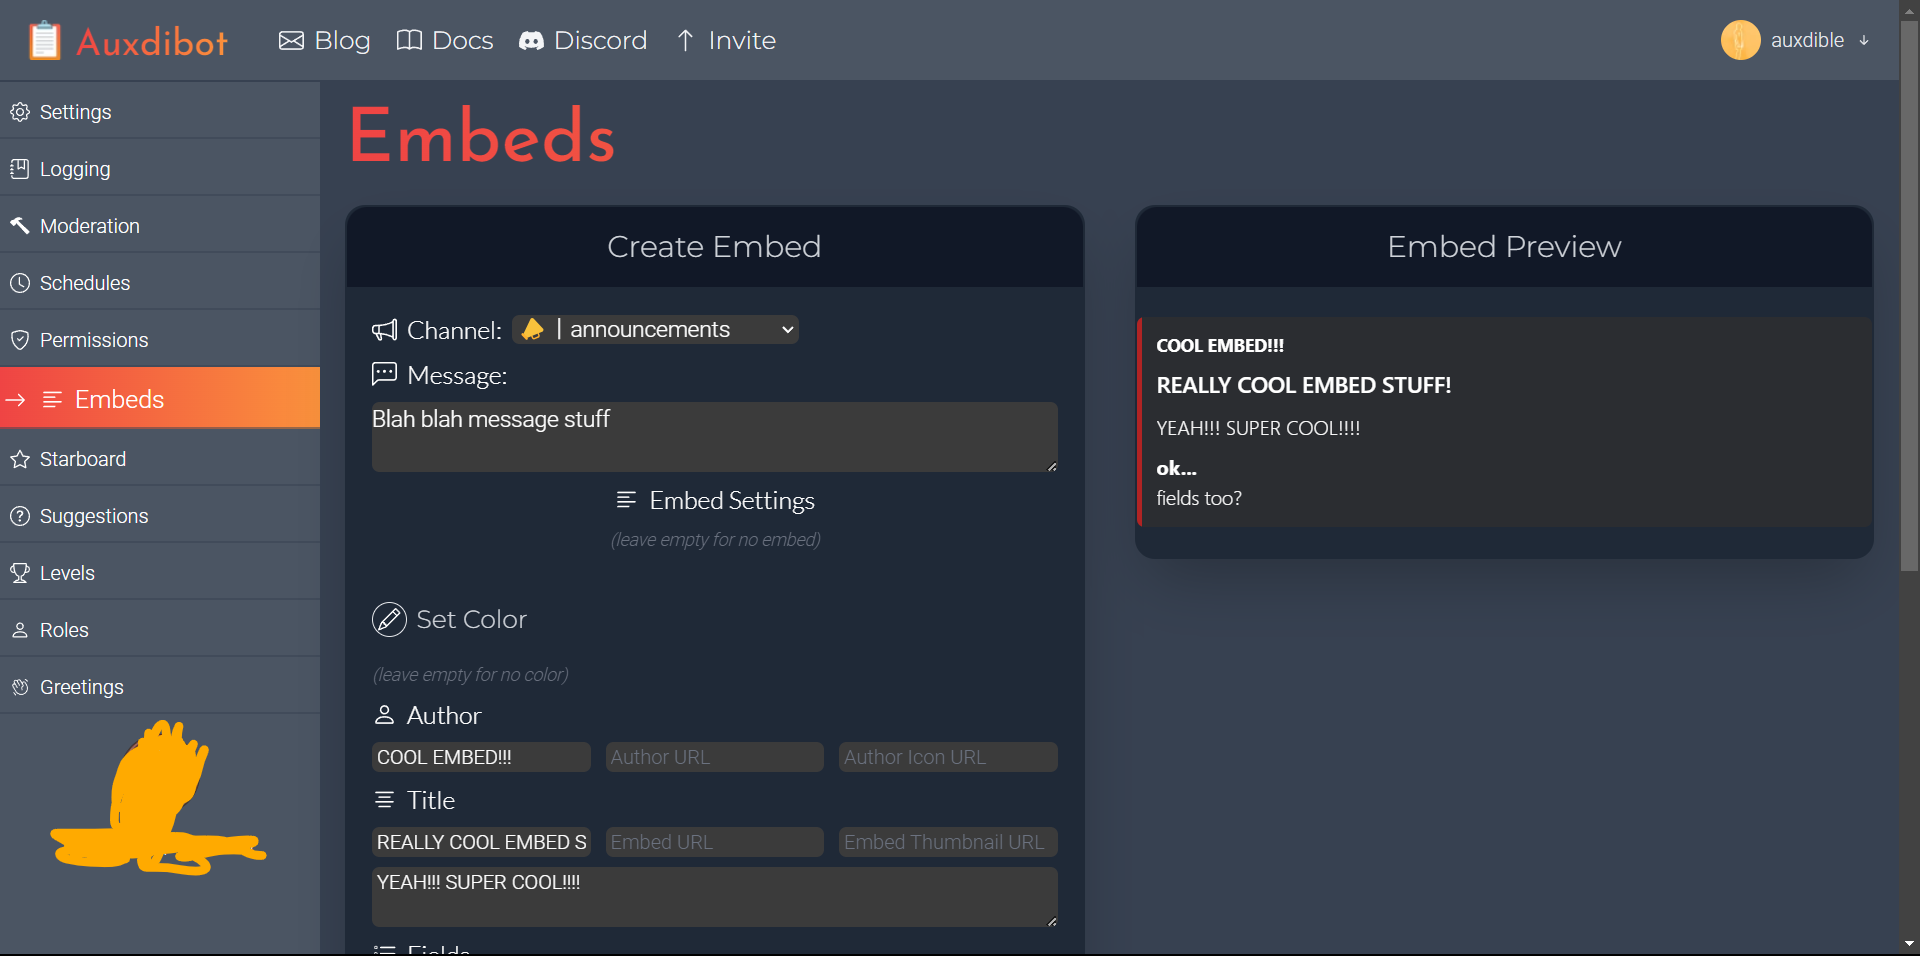 Auxdibot Blog Docs Discord Invite auxdible
Settings
Logging
Moderation
Schedules
Permissions
Embeds
Starboard
Suggestions
Levels
Roles
Greetings
Embeds
Create Embed
Channel: | announcements
Message:
Blah blah message stuff
Embed Settings
(leave empty for no embed)
Set Color
(leave empty for no color)
Author
COOL EMBED!!! Author URL Author Icon URL
Title
REALLY COOL EMBED S Embed URL Embed Thumbnail URL
YEAH!!! SUPER COOL!!!!
Fields
Embed Preview
COOL EMBED!!!
REALLY COOL EMBED STUFF!
YEAH!!! SUPER COOL!!!!
ok...
fields too?